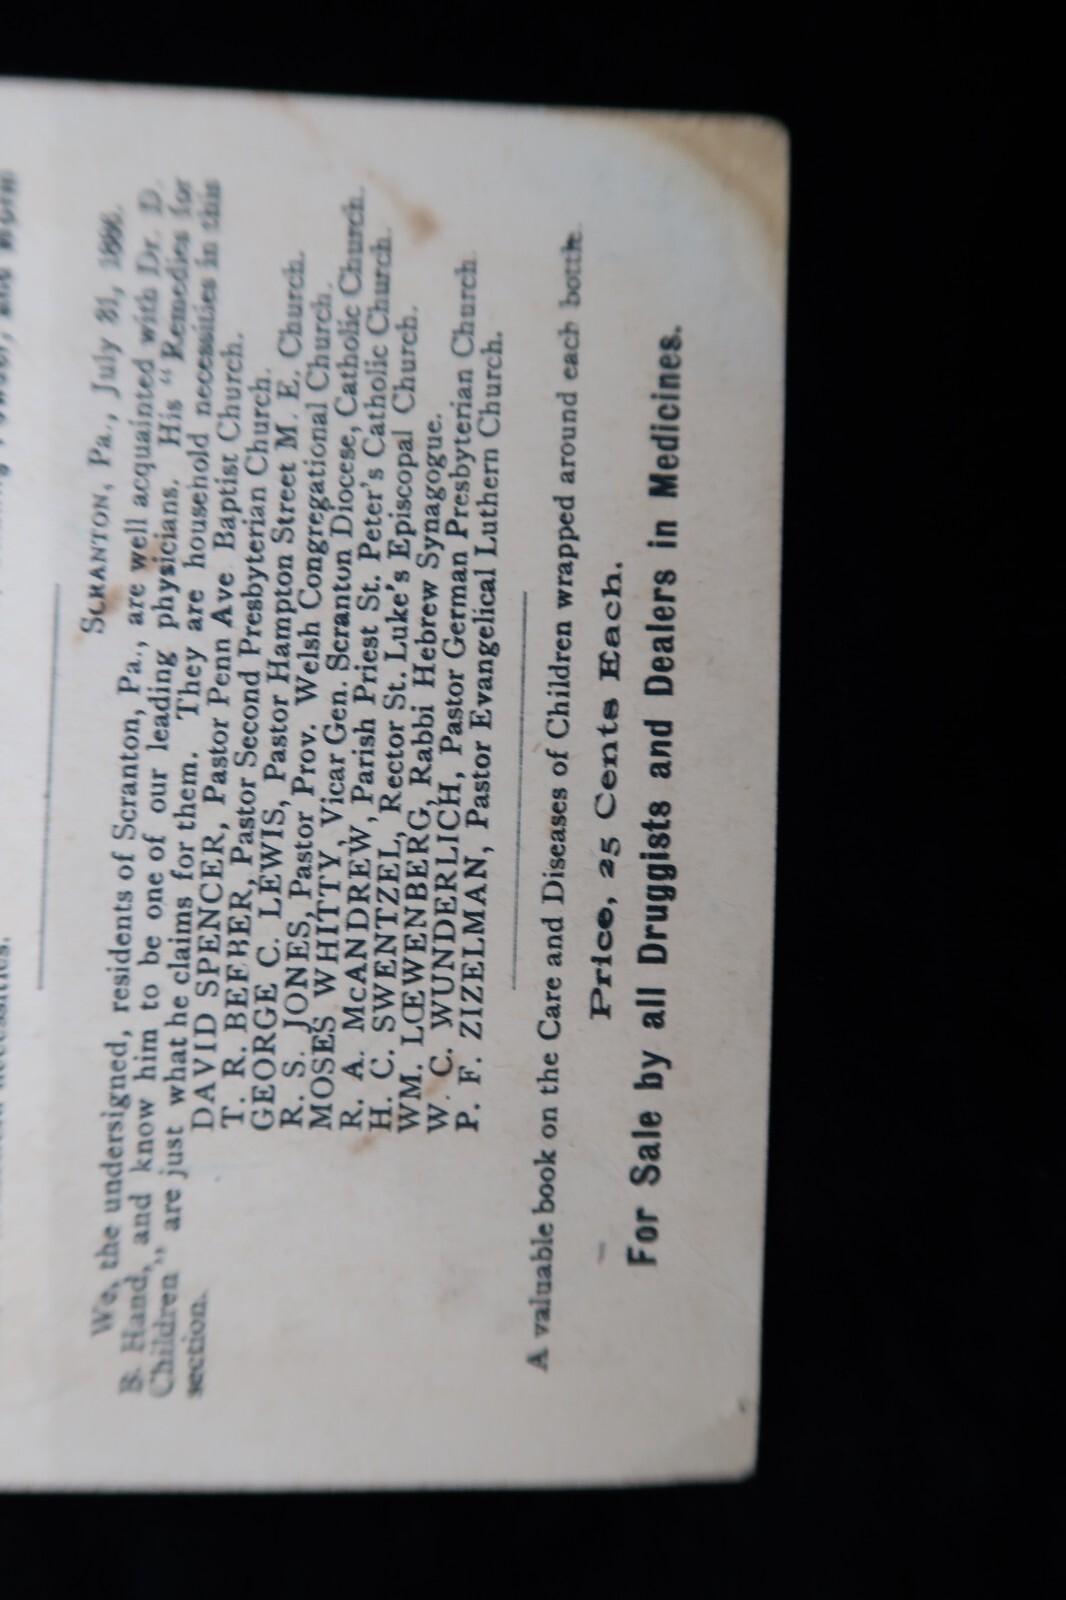 SCRANTON, Pa., July 31, 1886.
We, the undersigned, residents of Scranton, Pa., are well acquainted with Dr. D.
B. Hand, and know him to be one of our leading physicians. His "Remedies for
Children,, are just what he claims for them. They are household necessities in this
section.
DAVID SPENCER, Pastor Penn Ave Baptist Church.
T. R. BEEBER, Pastor Second Presbyterian Church.
GEORGE C. LEWIS, Pastor Hampton Street M. E. Church.
R. S. JONES, Pastor Prov. Welsh Congregational Church.
MOSES WHITTY, Vicar Gen. Scranton Diocese, Catholic Church.
R. A. McANDREW, Parish Priest St. Peter's Catholic Church.
H. C. SWENTZEL, Rector St. Luke's Episcopal Church.
WM. LŒWENBERG, Rabbi Hebrew Synagogue.
W. C. WUNDERLICH, Pastor German Presbyterian Church.
P. F. ZIZELMAN, Pastor Evangelical Luthern Church.
A valuable book on the Care and Diseases of Children wrapped around each bottle.
Price, 25 Cents Each.
For Sale by all Druggists and Dealers in Medicines.